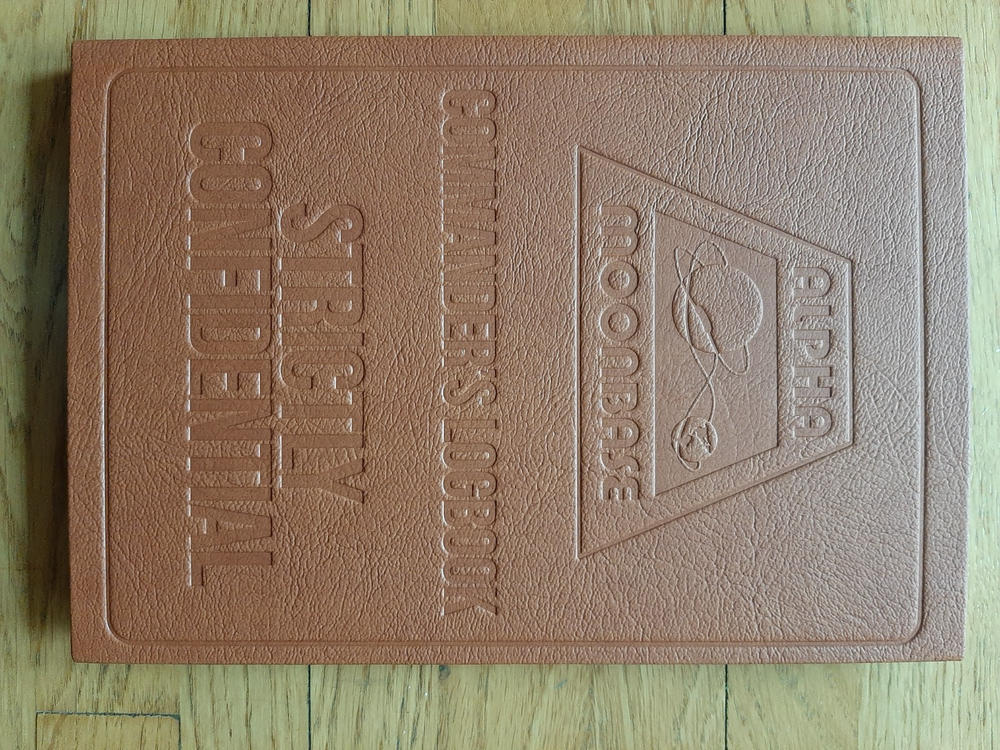 ALPHA
MOONBASE
COMMANDER'S LOGBOOK
STRICTLY
CONFIDENTIAL